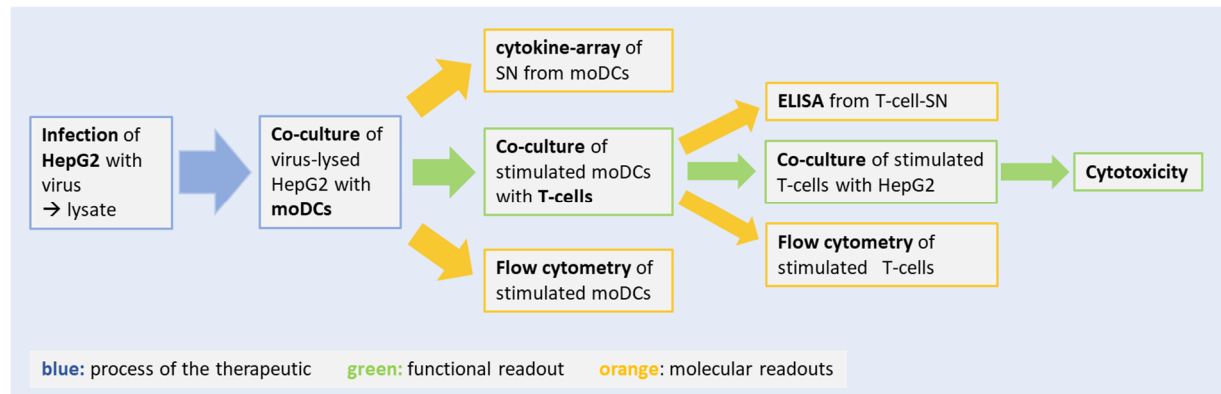 Infection of
HepG2 with
virus
→ lysate
Co-culture of
virus-lysed
HepG2 with
moDCs
cytokine-array of
SN from moDCs
Co-culture of
stimulated moDCs
with T-cells
Flow cytometry of
stimulated moDCs
ELISA from T-cell-SN
Co-culture of stimulated
T-cells with HepG2
Flow cytometry of
stimulated T-cells
Cytotoxicity
blue: process of the therapeutic green: functional readout orange: molecular readouts